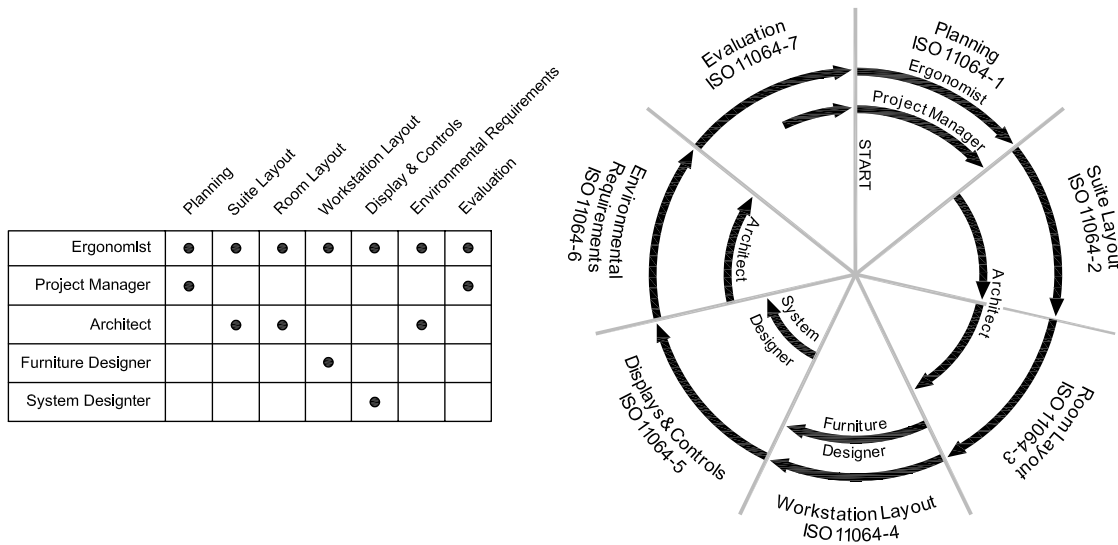 Planning
Suite Layout
Room Layout
Workstation Layout
Display & Controls
Environmental Requirements
Evaluation
Ergonomist
Project Manager
Architect
Furniture Designer
System Designter
Evaluation
ISO 11064-7
Planning
ISO 11064-1
Ergonomist
Project Manager
START
Suite Layout
ISO 11064-2
Architect
Architect
Room Layout
ISO 11064-3
Furniture
Designer
Workstation Layout
ISO 11064-4
System
Designer
Displays & Controls
ISO 11064-5
Architect
Environmental
Requirements
ISO 11064-6